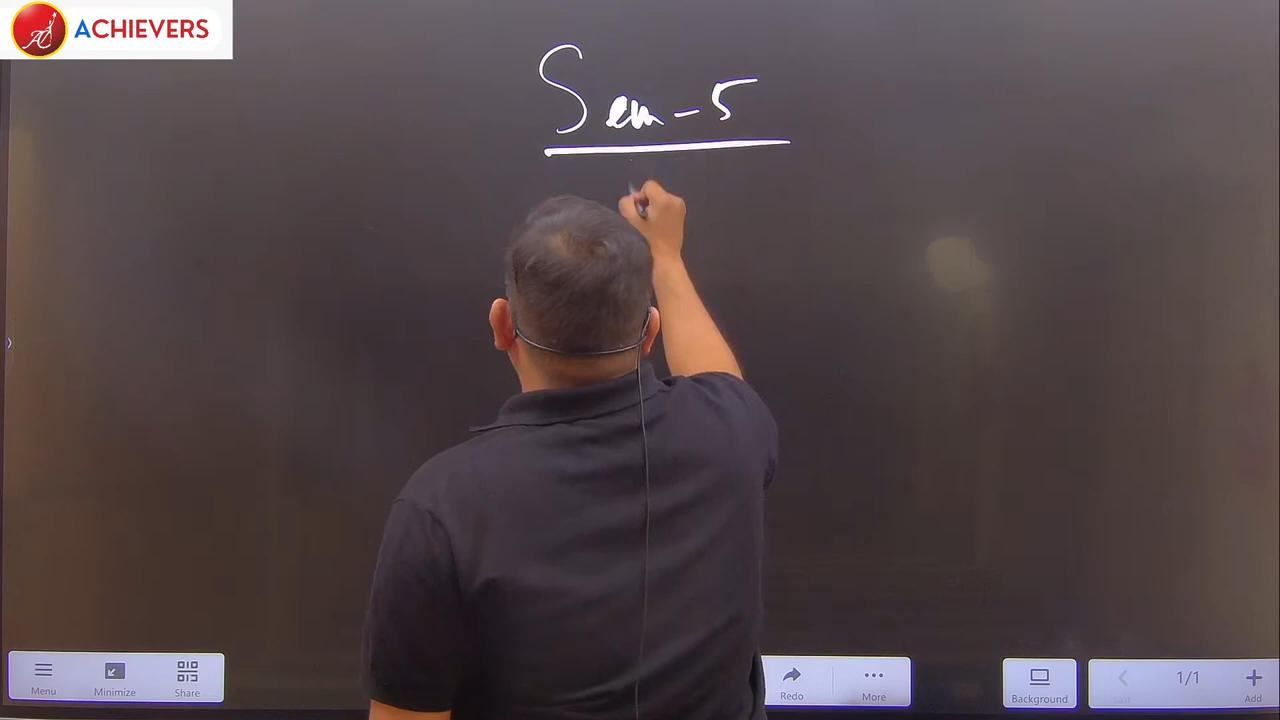 ACHIEVERS
Sem - 5
Menu
Minimize
Share
Redo
More
Background
1/1
Add